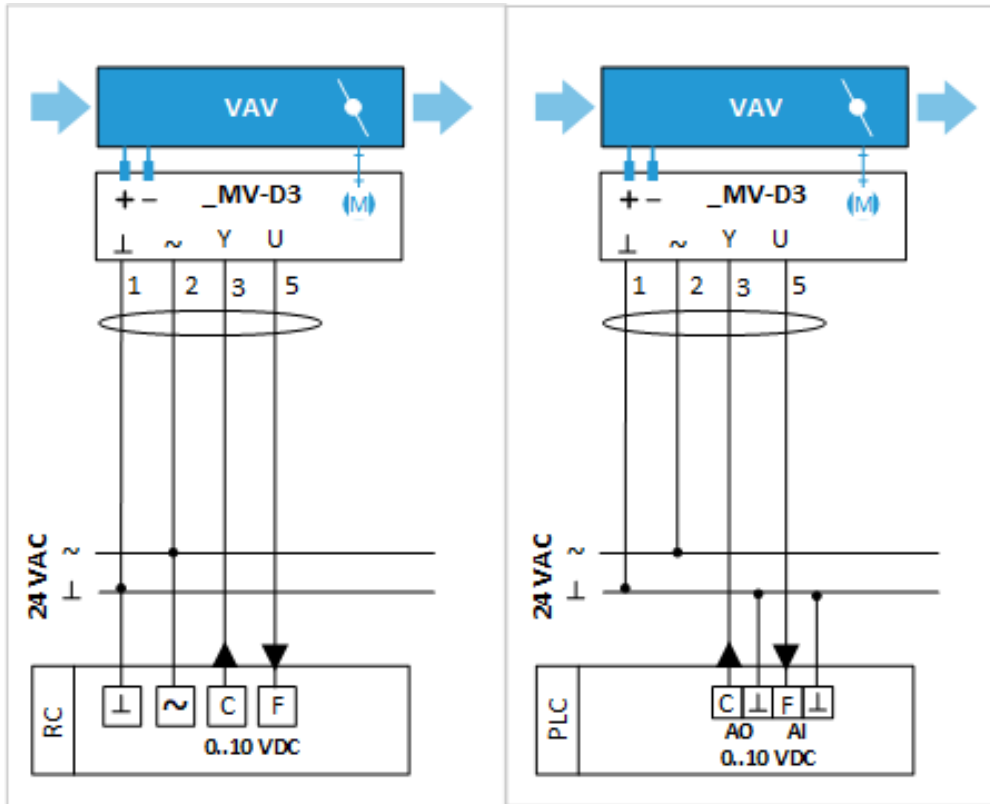 VAV
+ − _MV-D3 M
⊥ ~ Y U
1 2 3 5
24 VAC ~
⊥
RC ⊥ ~ C F
0..10 VDC
VAV
+ − _MV-D3 M
⊥ ~ Y U
1 2 3 5
24 VAC ~
⊥
PLC C ⊥ F ⊥
AO AI
0..10 VDC